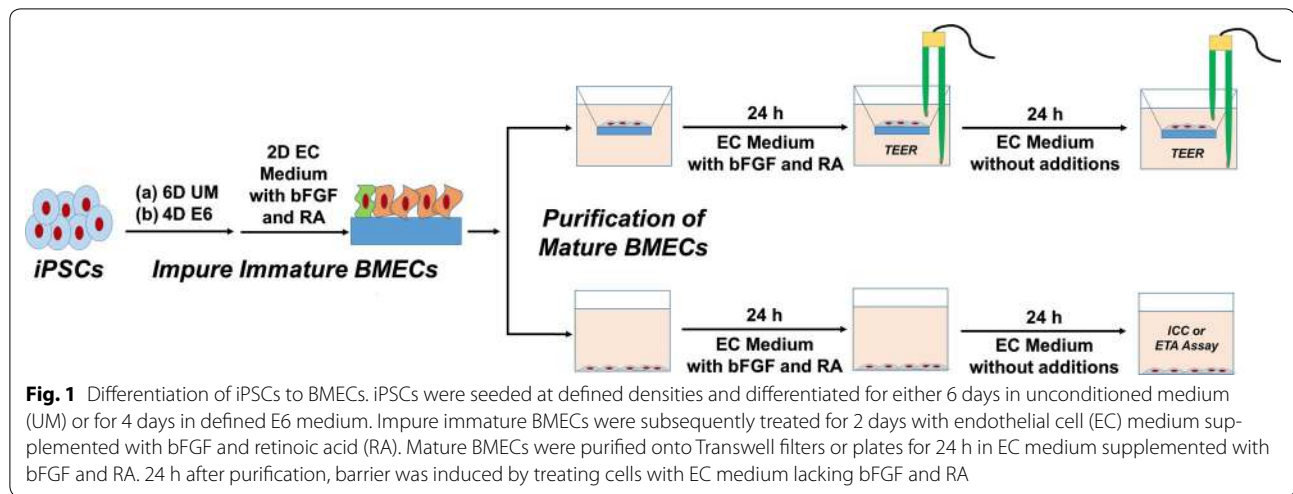 iPSCs
(a) 6D UM
(b) 4D E6
2D EC
Medium
with bFGF
and RA
Impure Immature BMECs
Purification of
Mature BMECs
24 h
EC Medium
with bFGF and RA
TEER
24 h
EC Medium
without additions
TEER
24 h
EC Medium
with bFGF and RA
24 h
EC Medium
without additions
ICC or
ETA Assay
Fig. 1 Differentiation of iPSCs to BMECs. iPSCs were seeded at defined densities and differentiated for either 6 days in unconditioned medium
(UM) or for 4 days in defined E6 medium. Impure immature BMECs were subsequently treated for 2 days with endothelial cell (EC) medium sup-
plemented with bFGF and retinoic acid (RA). Mature BMECs were purified onto Transwell filters or plates for 24 h in EC medium supplemented with
bFGF and RA. 24 h after purification, barrier was induced by treating cells with EC medium lacking bFGF and RA